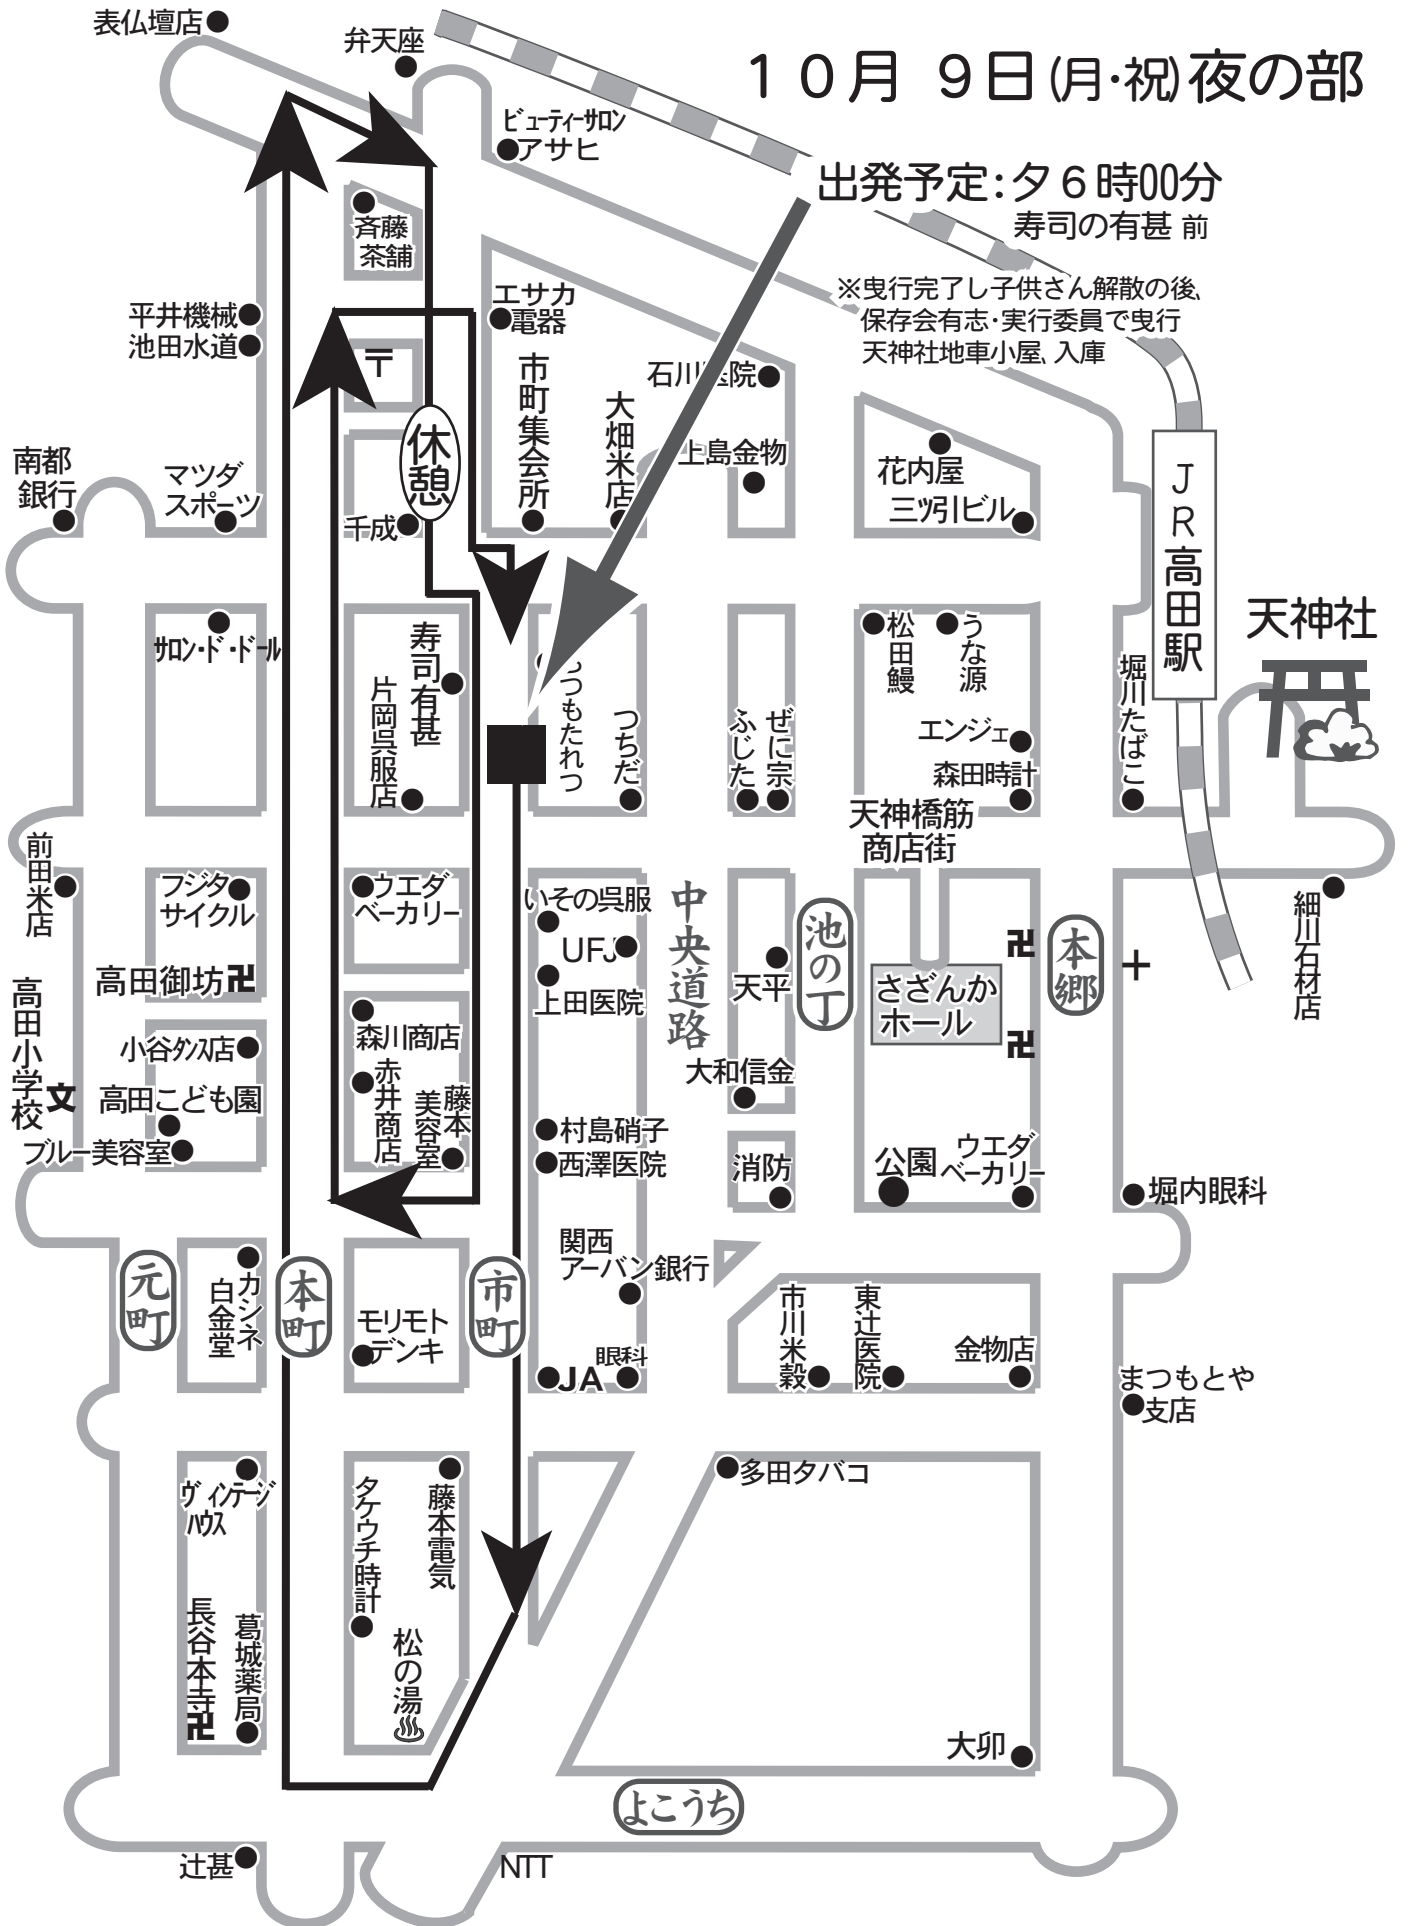 表仏壇店
弁天座
１０月 ９日(月・祝)夜の部
ビューティーサロン
アサヒ
出発予定：夕６時00分
寿司の有甚 前
※曳行完了し子供さん解散の後、
保存会有志・実行委員で曳行
天神社地車小屋、入庫
斉藤
茶舗
エサカ
電器
平井機械
池田水道
〒
市町集会所
大畑米店
石川医院
上島金物
休憩
南都
銀行
マツダ
スポーツ
千成
花内屋
三ツ引ビル
ＪＲ高田駅
天神社
サロン・ド・ドール
寿司有甚
片岡呉服店
つもたれつ
つちだ
ふじた
ぜに宗
松田鰻
うな源
エンジェ
森田時計
堀川たばこ
天神橋筋
商店街
前田米店
フジタ
サイクル
ウエダ
ベーカリー
いその呉服
UFJ
上田医院
中央道路
天平
池の丁
さざんか
ホール
卍
卍
本郷
細川石材店
高田御坊卍
高田小学校
文
小谷タンス店
高田こども園
ブルー美容室
森川商店
赤井商店
藤本
美容室
大和信金
村島硝子
西澤医院
消防
公園
ウエダ
ベーカリー
堀内眼科
関西
アーバン銀行
元町
カシネ
白金堂
本町
モリモト
デンキ
市町
JA
眼科
市川米穀
東辻医院
金物店
まつもとや
支店
ヴィンテージ
ハウス
タケウチ時計
藤本電気
多田タバコ
長谷本寺卍
葛城薬局
松の湯
大卯
よこうち
辻甚
NTT